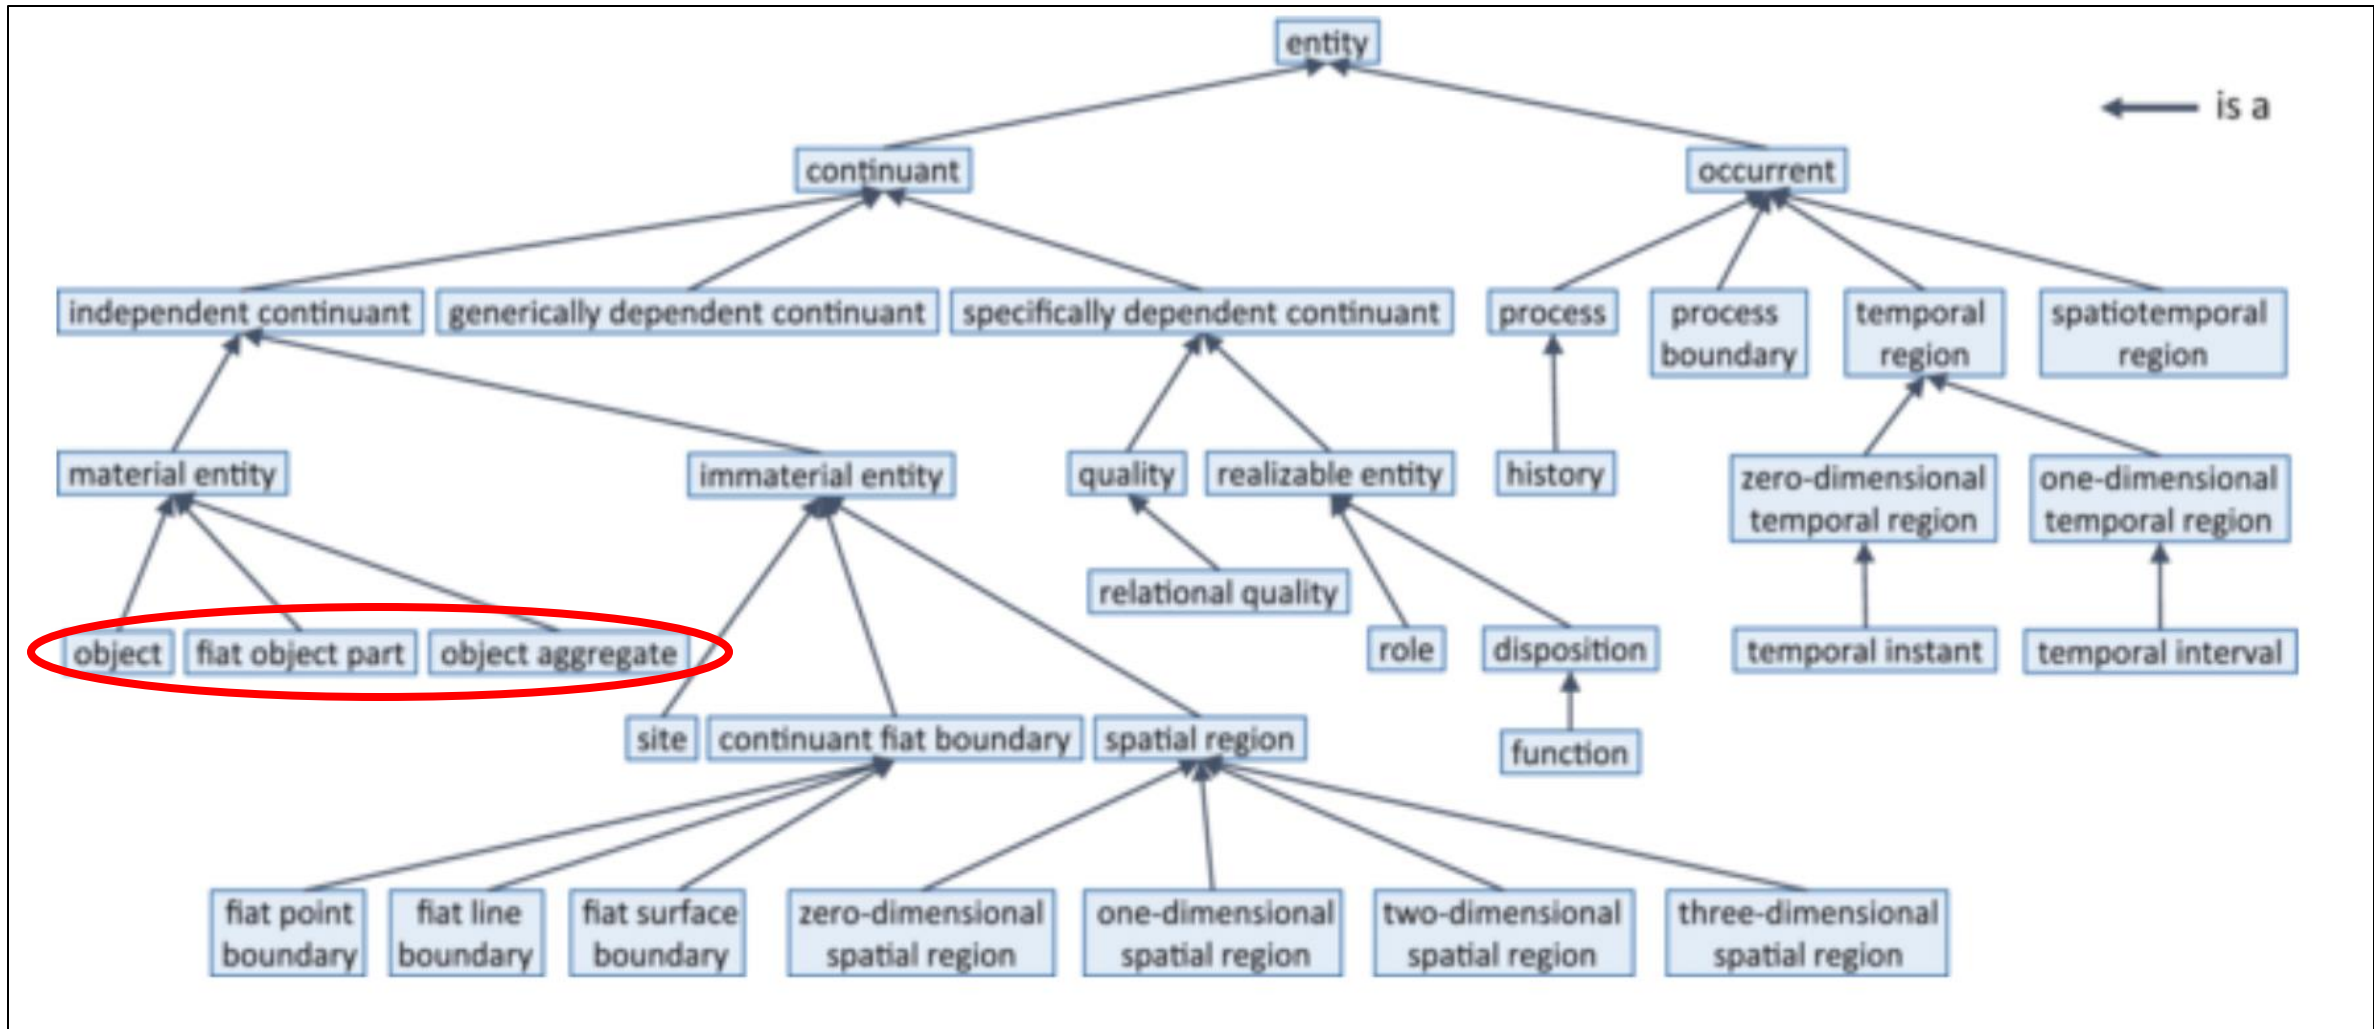 entity
is a
continuant
occurrent
independent continuant
generically dependent continuant
specifically dependent continuant
process
process
boundary
temporal
region
spatiotemporal
region
material entity
immaterial entity
quality
realizable entity
history
zero-dimensional
temporal region
one-dimensional
temporal region
relational quality
object
fiat object part
object aggregate
role
disposition
temporal instant
temporal interval
site
continuant fiat boundary
spatial region
function
fiat point
boundary
fiat line
boundary
fiat surface
boundary
zero-dimensional
spatial region
one-dimensional
spatial region
two-dimensional
spatial region
three-dimensional
spatial region